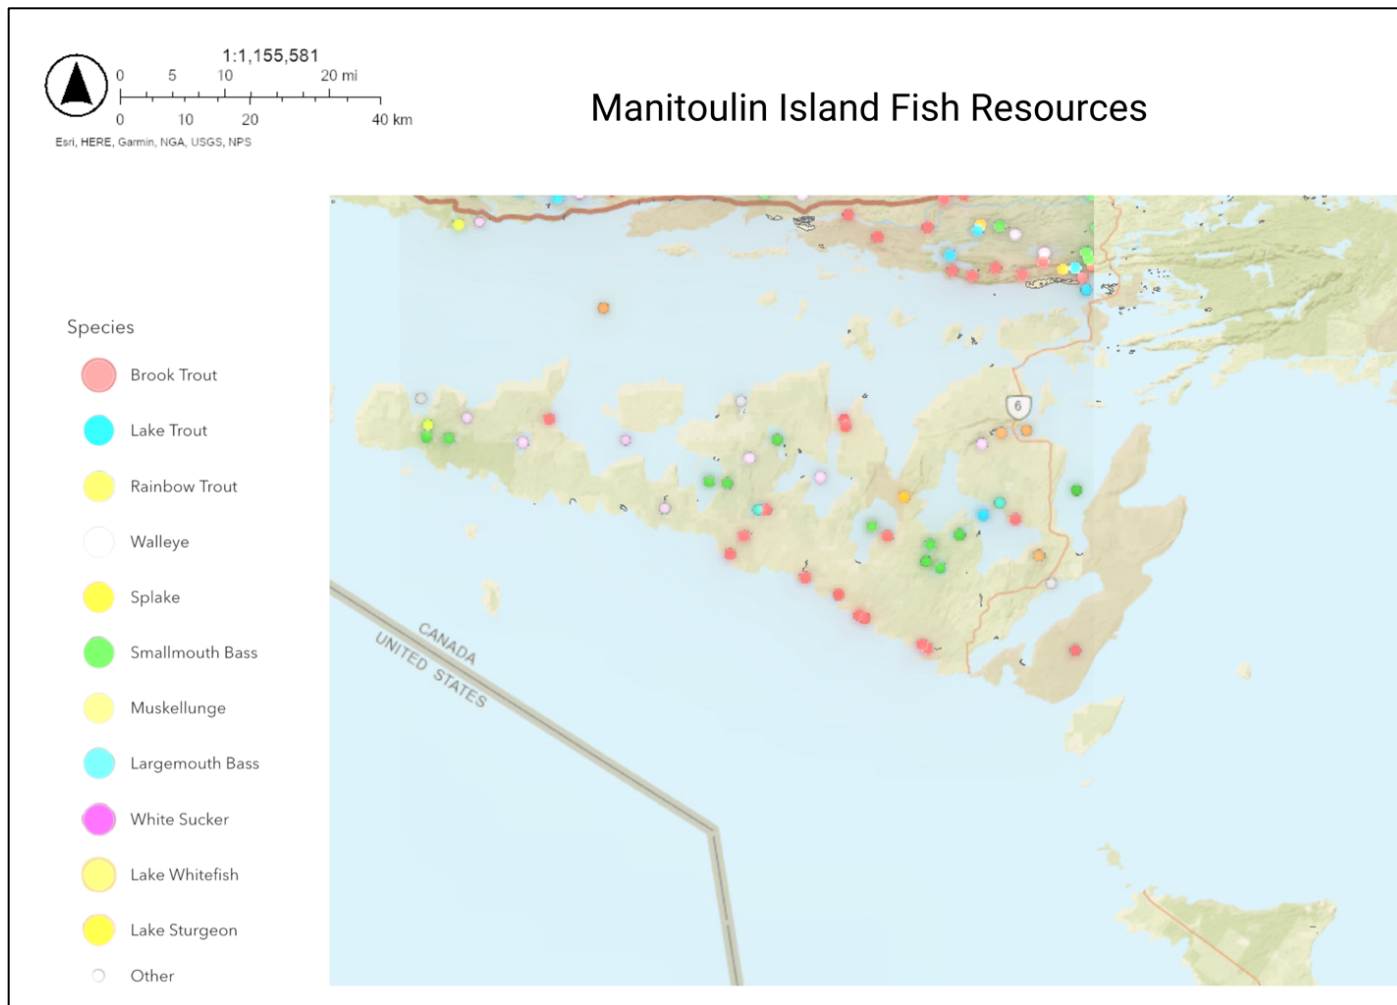 1:1,155,581
0 5 10 20 mi
0 10 20 40 km
Esri, HERE, Garmin, NGA, USGS, NPS
Manitoulin Island Fish Resources
Species
Brook Trout
Lake Trout
Rainbow Trout
Walleye
Splake
Smallmouth Bass
Muskellunge
Largemouth Bass
White Sucker
Lake Whitefish
Lake Sturgeon
Other
6
CANADA
UNITED STATES